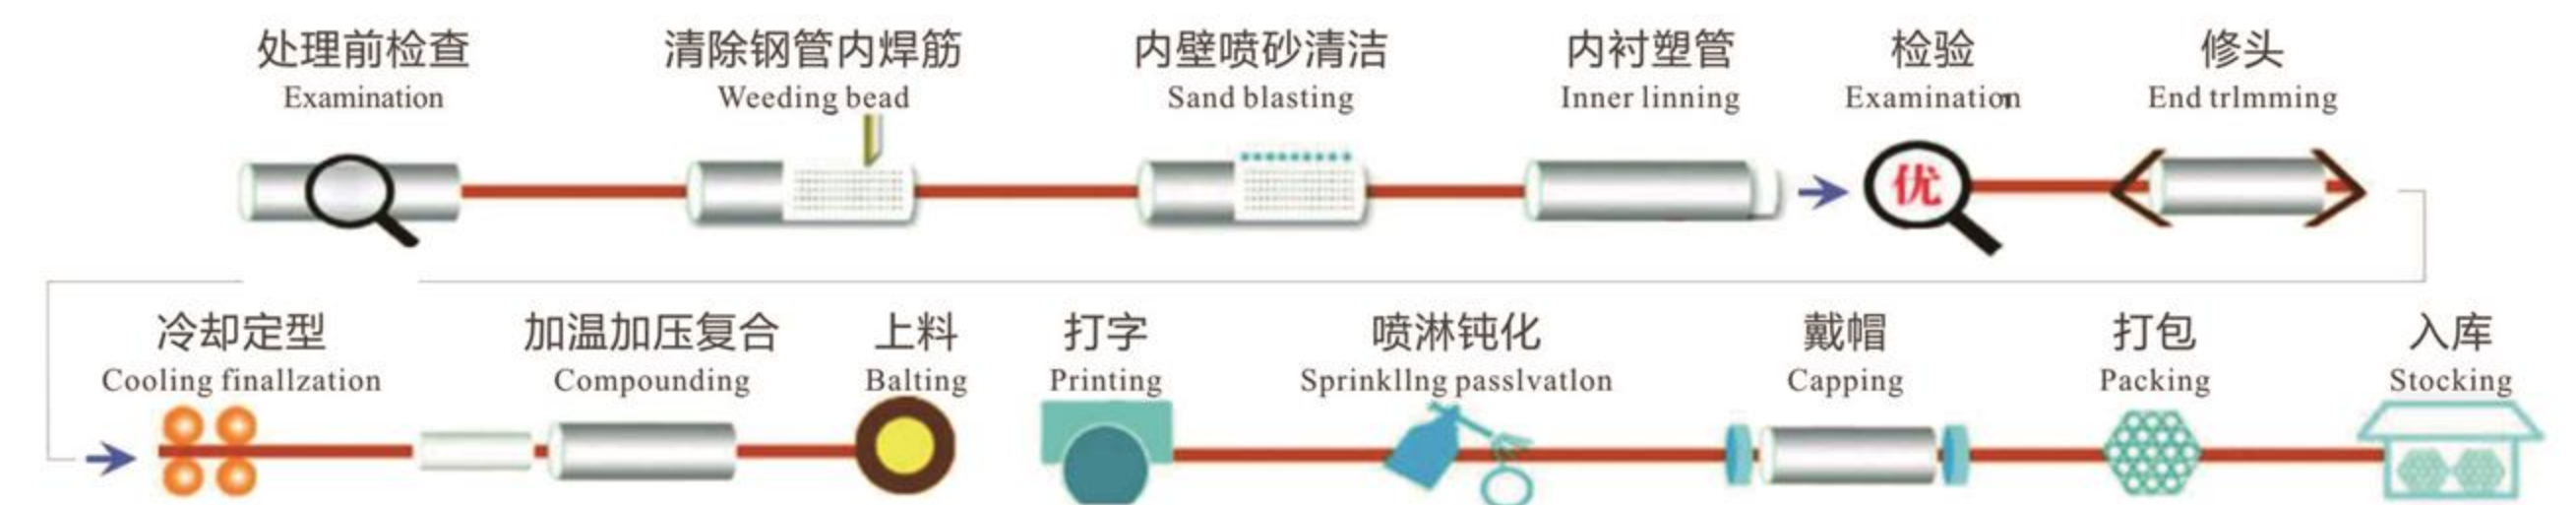 处理前检查
Examination
清除钢管内焊筋
Weeding bead
内壁喷砂清洁
Sand blasting
内衬塑管
Inner linning
检验
Examination
优
修头
End trlmming
冷却定型
Cooling finallzation
加温加压复合
Compounding
上料
Balting
打字
Printing
喷淋钝化
Sprinkllng passlvatlon
戴帽
Capping
打包
Packing
入库
Stocking